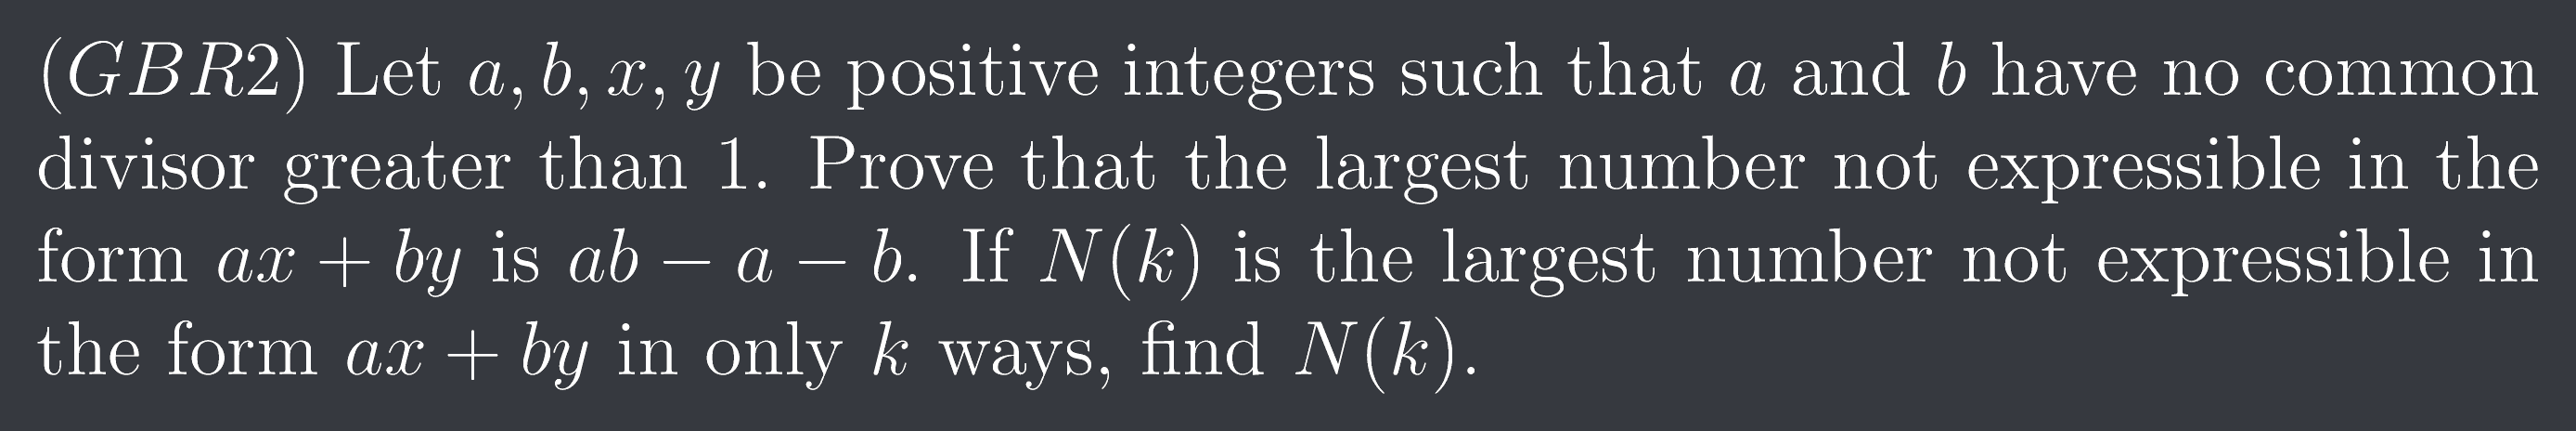 (GBR2) Let a, b, x, y be positive integers such that a and b have no common
divisor greater than 1. Prove that the largest number not expressible in the
form ax + by is ab − a − b. If N(k) is the largest number not expressible in
the form ax + by in only k ways, find N(k).